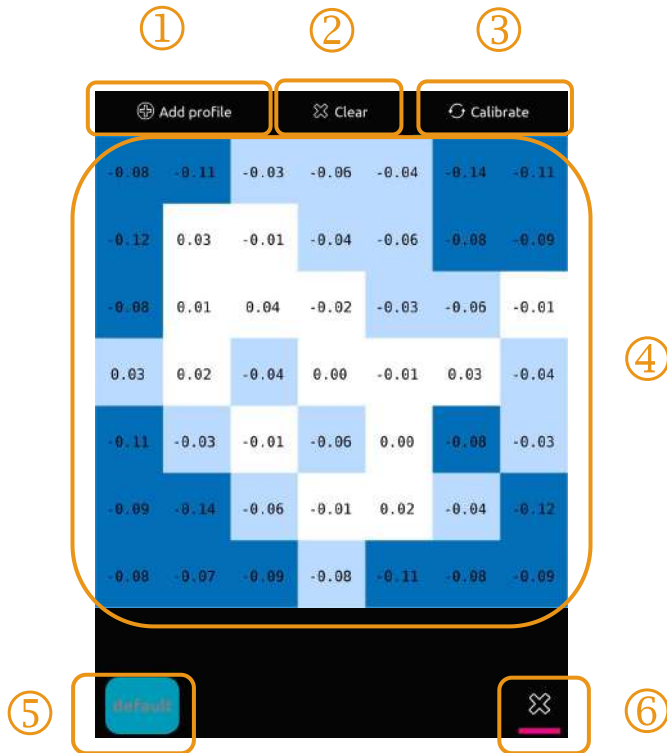 ① ② ③
Add profile Clear Calibrate
-0.08 -0.11 -0.03 -0.06 -0.04 -0.14 -0.11
-0.12 0.03 -0.01 -0.04 -0.06 -0.08 -0.09
-0.08 0.01 0.04 -0.02 -0.03 -0.06 -0.01
0.03 0.02 -0.04 0.00 -0.01 0.03 -0.04
④
-0.11 -0.03 -0.01 -0.06 0.00 -0.08 -0.03
-0.09 -0.14 -0.06 -0.01 0.02 -0.04 -0.12
-0.08 -0.07 -0.09 -0.08 -0.11 -0.08 -0.09
⑤ default ⑥